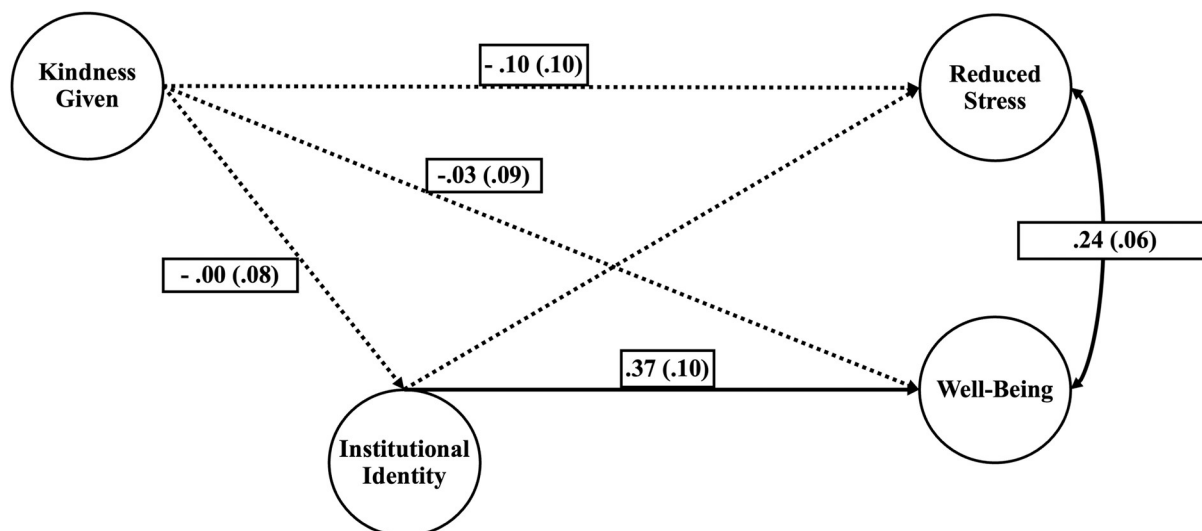 Kindness
Given
- .10 (.10)
Reduced
Stress
-.03 (.09)
.24 (.06)
- .00 (.08)
.37 (.10)
Well-Being
Institutional
Identity